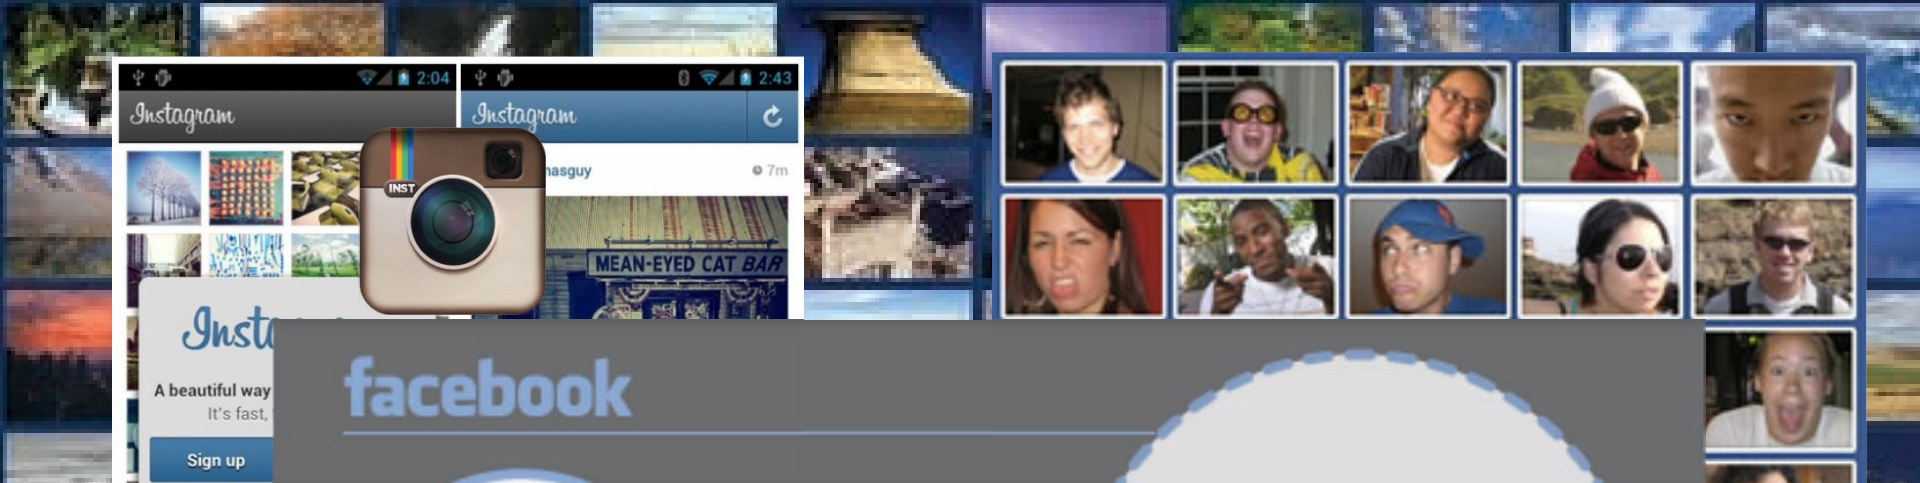 2:04
2:43
Instagram
Instagram
INST
masguy
7m
MEAN-EYED CAT BAR
Inst
A beautiful way
It's fast,
Sign up
facebook